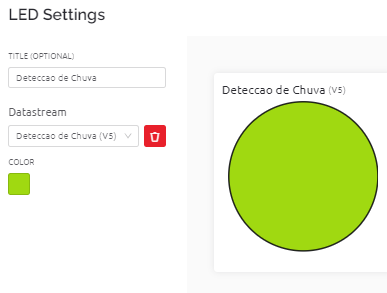 LED Settings
TITLE (OPTIONAL)
Deteccao de Chuva
Datastream
Deteccao de Chuva (V5)
COLOR
Deteccao de Chuva (V5)